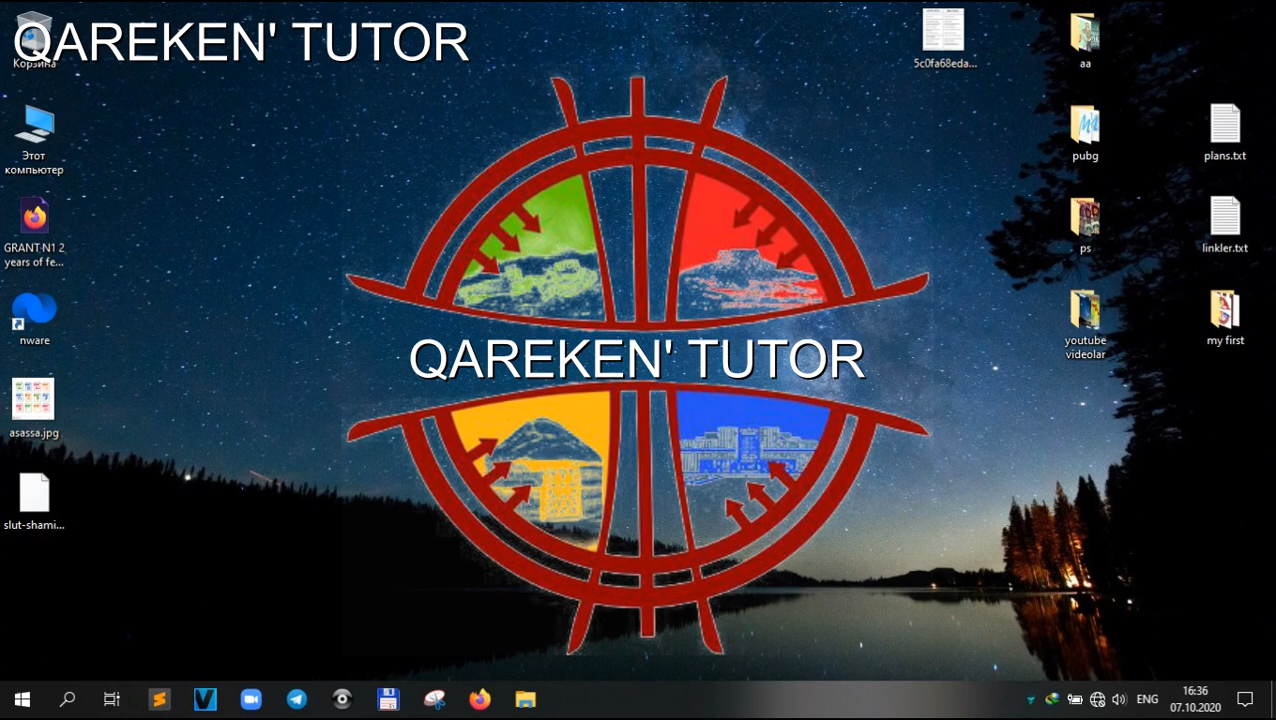 QAREKEN' TUTOR
Корзина
Этот
компьютер
GRANT-N1 2
years of fe...
nware
asassa.jpg
slut-shami...
QAREKEN' TUTOR
5c0fa68eda...
aa
pubg
ps
youtube
videolar
plans.txt
linkler.txt
my first
ENG
16:36
07.10.2020